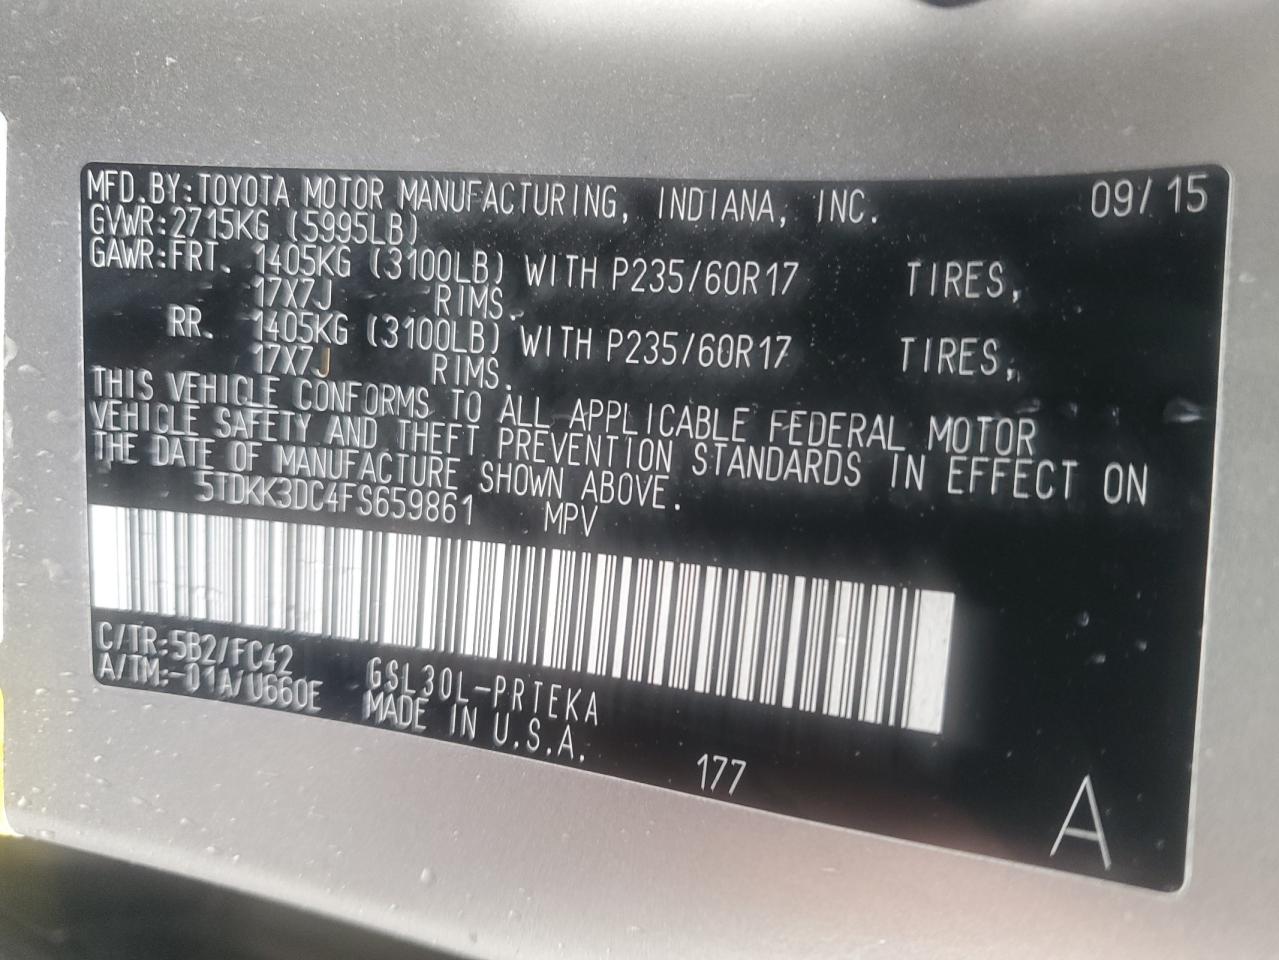 MFD.BY:TOYOTA MOTOR MANUFACTURING, INDIANA, INC. 09/15
GVWR:2715KG (5995LB)
GAWR:FRT. 1405KG (3100LB) WITH P235/60R17 TIRES,
17X7J RIMS.
RR. 1405KG (3100LB) WITH P235/60R17 TIRES,
17X7J RIMS.
THIS VEHICLE CONFORMS TO ALL APPLICABLE FEDERAL MOTOR
VEHICLE SAFETY AND THEFT PREVENTION STANDARDS IN EFFECT ON
THE DATE OF MANUFACTURE SHOWN ABOVE.
5TDKK3DC4FS659861 MPV
C/TR:5B2/FC42 GSL30L-PRTEKA
A/TM:-01A/U660E MADE IN U.S.A.
177
A